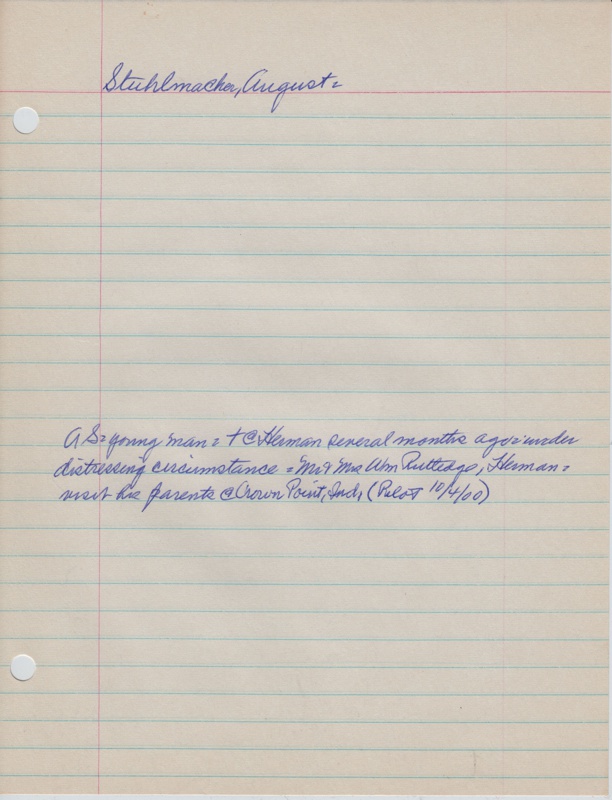 Stuhlmacher, August =
A S = young man = † @ Herman several months ago = under
distressing circumstance = Mr & Mrs Wm Rutledge, Herman =
visit his parents @ Crown Point, Ind, (Pilot 10/4/00)